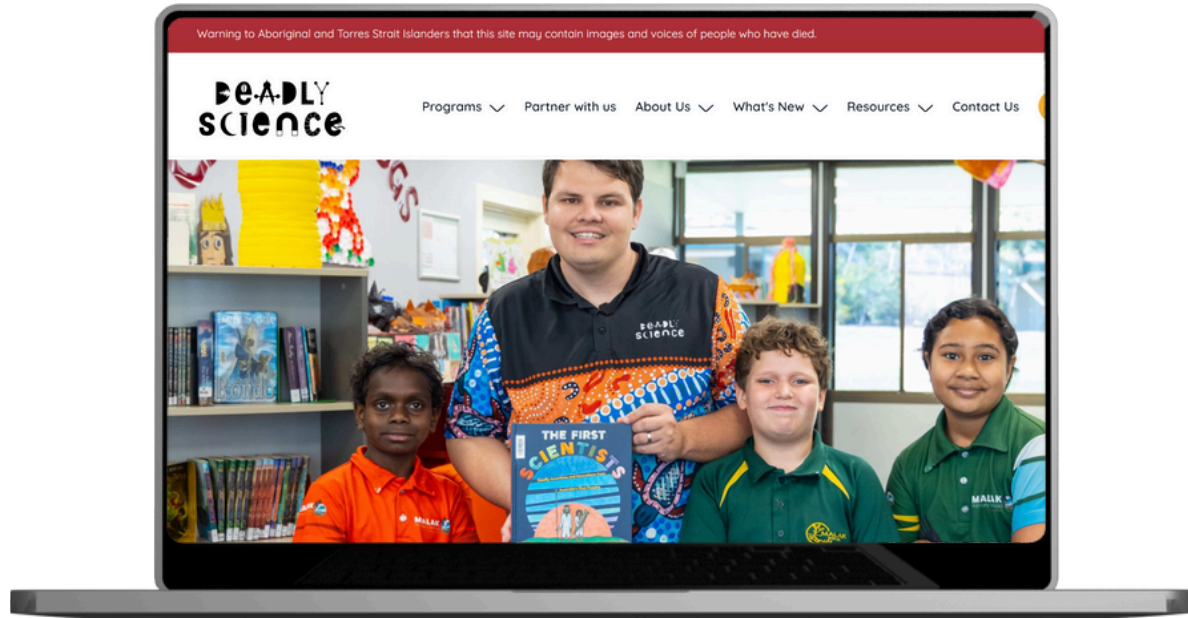 Warning to Aboriginal and Torres Strait Islanders that this site may contain images and voices of people who have died.
DEADLY
SCIENCE
Programs
Partner with us
About Us
What's New
Resources
Contact Us
DEADLY
SCIENCE
THE FIRST
SCIENTISTS
MALAK
MALAK
MALAK